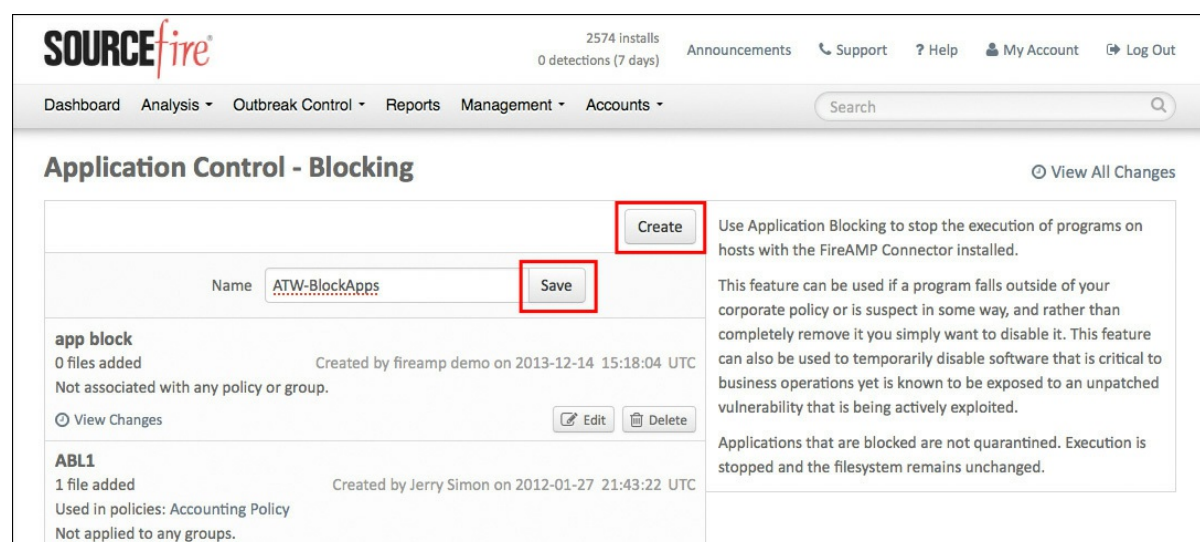 SOURCEfire®
2574 installs
0 detections (7 days)
Announcements
Support
? Help
My Account
Log Out
Dashboard
Analysis
Outbreak Control
Reports
Management
Accounts
Search
Application Control - Blocking
View All Changes
Create
Name
ATW-BlockApps
Save
app block
0 files added
Created by fireamp demo on 2013-12-14 15:18:04 UTC
Not associated with any policy or group.
View Changes
Edit
Delete
ABL1
1 file added
Created by Jerry Simon on 2012-01-27 21:43:22 UTC
Used in policies: Accounting Policy
Not applied to any groups.
Use Application Blocking to stop the execution of programs on
hosts with the FireAMP Connector installed.
This feature can be used if a program falls outside of your
corporate policy or is suspect in some way, and rather than
completely remove it you simply want to disable it. This feature
can also be used to temporarily disable software that is critical to
business operations yet is known to be exposed to an unpatched
vulnerability that is being actively exploited.
Applications that are blocked are not quarantined. Execution is
stopped and the filesystem remains unchanged.